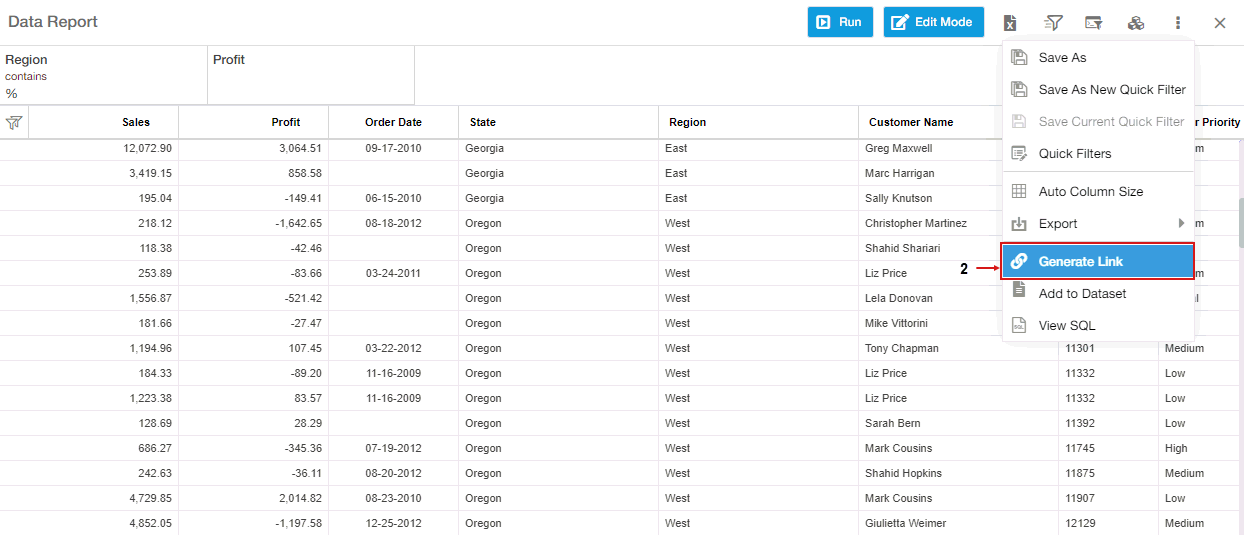 Data Report
Run
Edit Mode
Region
contains
%
Profit
Sales Profit Order Date State Region Customer Name r Priority
12,072.90 3,064.51 09-17-2010 Georgia East Greg Maxwell m
3,419.15 858.58 Georgia East Marc Harrigan
195.04 -149.41 06-15-2010 Georgia East Sally Knutson
218.12 -1,642.65 08-18-2012 Oregon West Christopher Martinez m
118.38 -42.46 Oregon West Shahid Shariari
253.89 -83.66 03-24-2011 Oregon West Liz Price m
1,556.87 -521.42 Oregon West Lela Donovan l
181.66 -27.47 Oregon West Mike Vittorini
1,194.96 107.45 03-22-2012 Oregon West Tony Chapman 11301 Medium
184.33 -89.20 11-16-2009 Oregon West Liz Price 11332 Low
1,223.38 83.57 11-16-2009 Oregon West Liz Price 11332 Low
128.69 28.29 Oregon West Sarah Bern 11392 Low
686.27 -345.36 07-19-2012 Oregon West Mark Cousins 11745 High
242.63 -36.11 08-20-2012 Oregon West Shahid Hopkins 11875 Medium
4,729.85 2,014.82 08-23-2010 Oregon West Mark Cousins 11907 Low
4,852.05 -1,197.58 12-25-2012 Oregon West Giulietta Weimer 12129 Medium
Save As
Save As New Quick Filter
Save Current Quick Filter
Quick Filters
Auto Column Size
Export
2
Generate Link
Add to Dataset
SQL View SQL